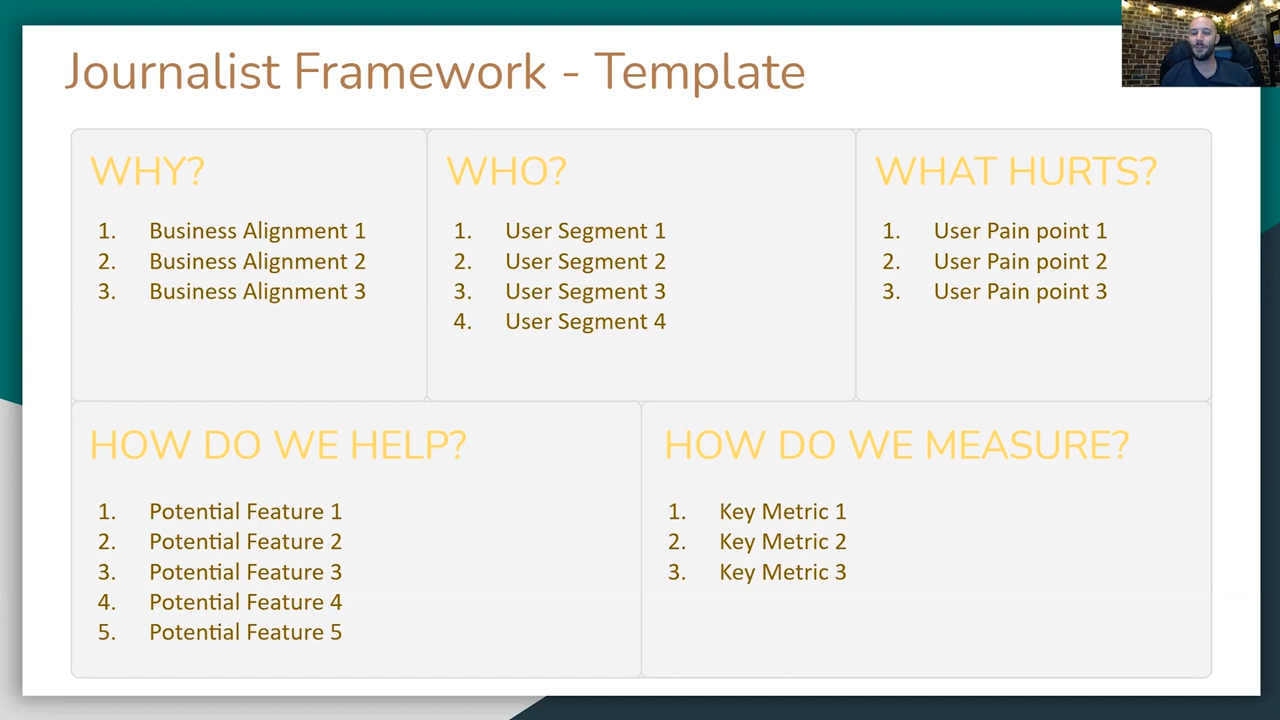 Journalist Framework - Template
WHY?
1. Business Alignment 1
2. Business Alignment 2
3. Business Alignment 3
WHO?
1. User Segment 1
2. User Segment 2
3. User Segment 3
4. User Segment 4
WHAT HURTS?
1. User Pain point 1
2. User Pain point 2
3. User Pain point 3
HOW DO WE HELP?
1. Potential Feature 1
2. Potential Feature 2
3. Potential Feature 3
4. Potential Feature 4
5. Potential Feature 5
HOW DO WE MEASURE?
1. Key Metric 1
2. Key Metric 2
3. Key Metric 3